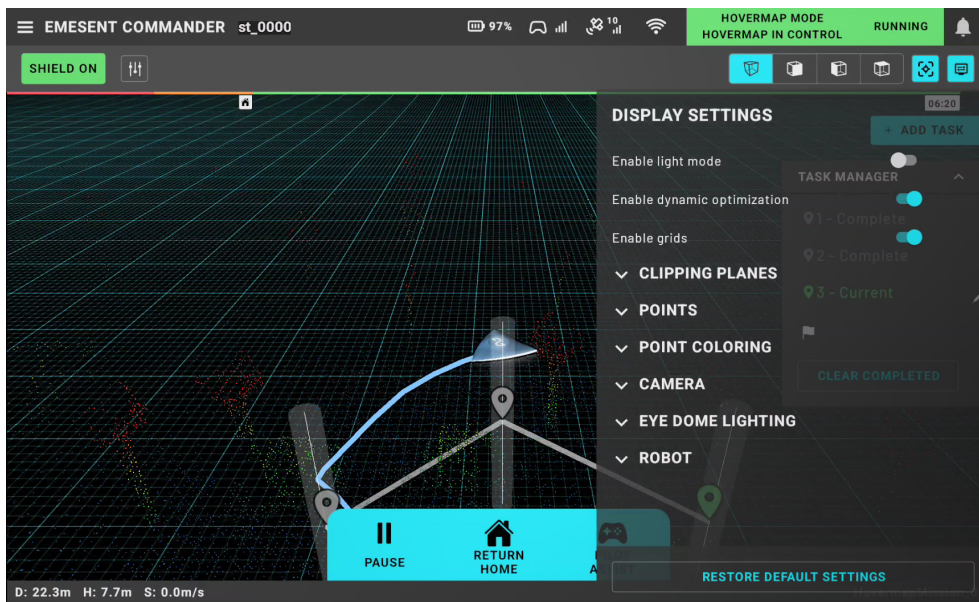 EMESENT COMMANDER st_0000
97%
10
HOVERMAP MODE
HOVERMAP IN CONTROL
RUNNING
SHIELD ON
06:20
DISPLAY SETTINGS
+ ADD TASK
Enable light mode
TASK MANAGER
Enable dynamic optimization
1 - Complete
Enable grids
2 - Complete
CLIPPING PLANES
3 - Current
POINTS
POINT COLORING
CLEAR COMPLETED
CAMERA
EYE DOME LIGHTING
ROBOT
PAUSE
RETURN
HOME
RESTORE DEFAULT SETTINGS
D: 22.3m H: 7.7m S: 0.0m/s